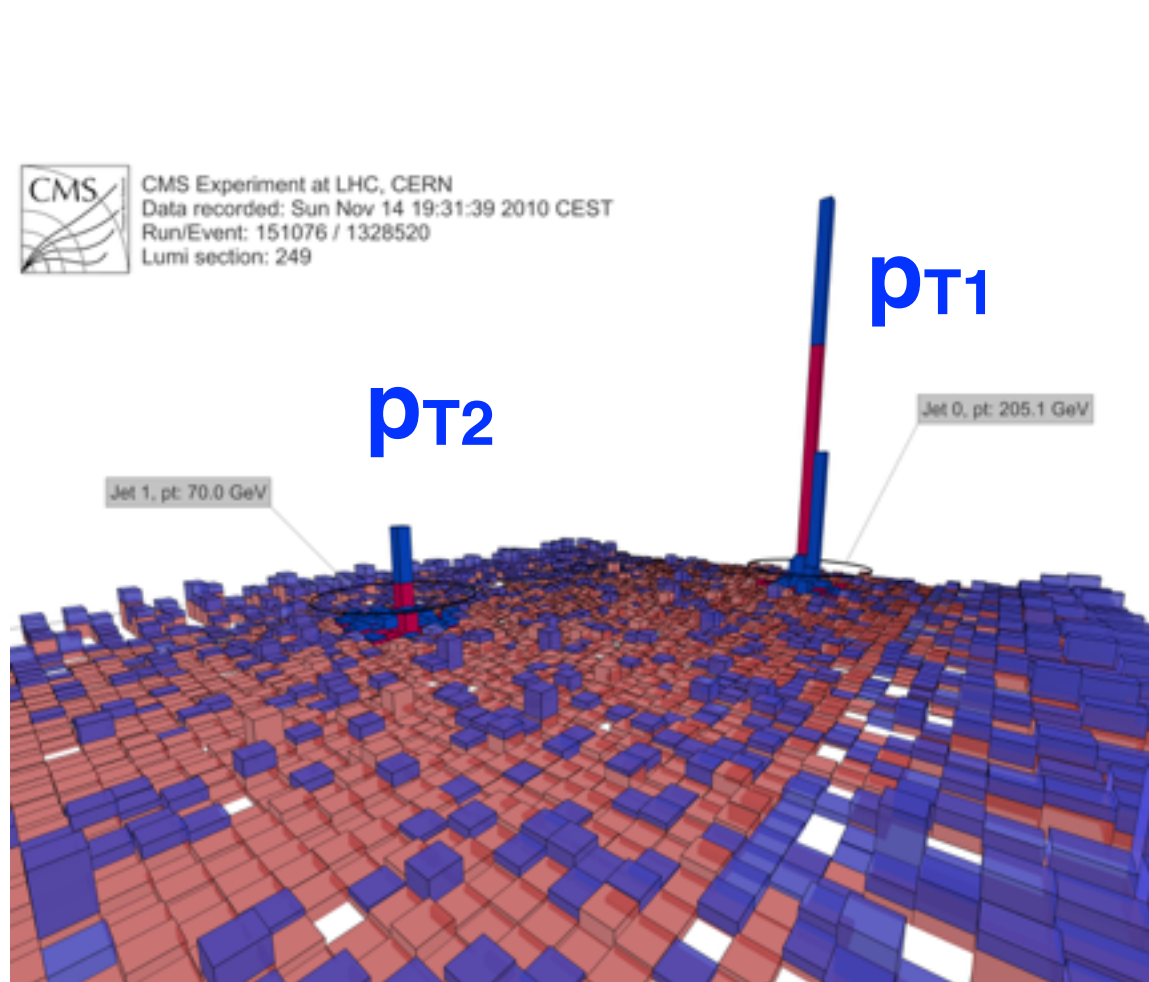 CMS
CMS Experiment at LHC, CERN
Data recorded: Sun Nov 14 19:31:39 2010 CEST
Run/Event: 151076 / 1328520
Lumi section: 249
pT1
pT2
Jet 0, pt: 205.1 GeV
Jet 1, pt: 70.0 GeV